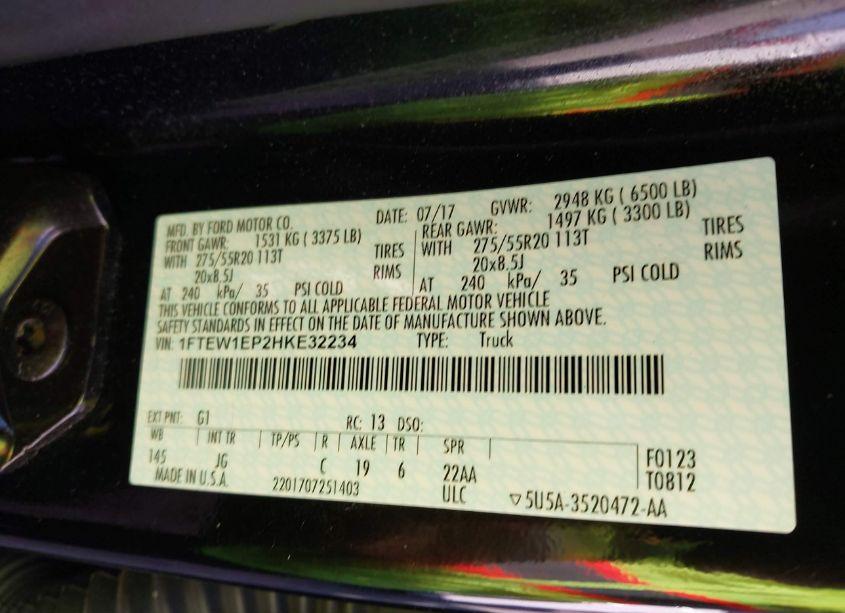 MFD. BY FORD MOTOR CO. DATE: 07/17 GVWR: 2948 KG ( 6500 LB)
FRONT GAWR: 1531 KG ( 3375 LB) REAR GAWR: 1497 KG ( 3300 LB)
WITH 275/55R20 113T TIRES WITH 275/55R20 113T TIRES
20x8.5J RIMS 20x8.5J RIMS
AT 240 kPa/ 35 PSI COLD AT 240 kPa/ 35 PSI COLD
THIS VEHICLE CONFORMS TO ALL APPLICABLE FEDERAL MOTOR VEHICLE
SAFETY STANDARDS IN EFFECT ON THE DATE OF MANUFACTURE SHOWN ABOVE.
VIN: 1FTEW1EP2HKE32234 TYPE: Truck
EXT PNT: G1 RC: 13 DSO:
WB INT TR TP/PS R AXLE TR SPR
145 JG C 19 6 22AA F0123
MADE IN U.S.A. 2201707251403 ULC T0812
▽5U5A-3520472-AA